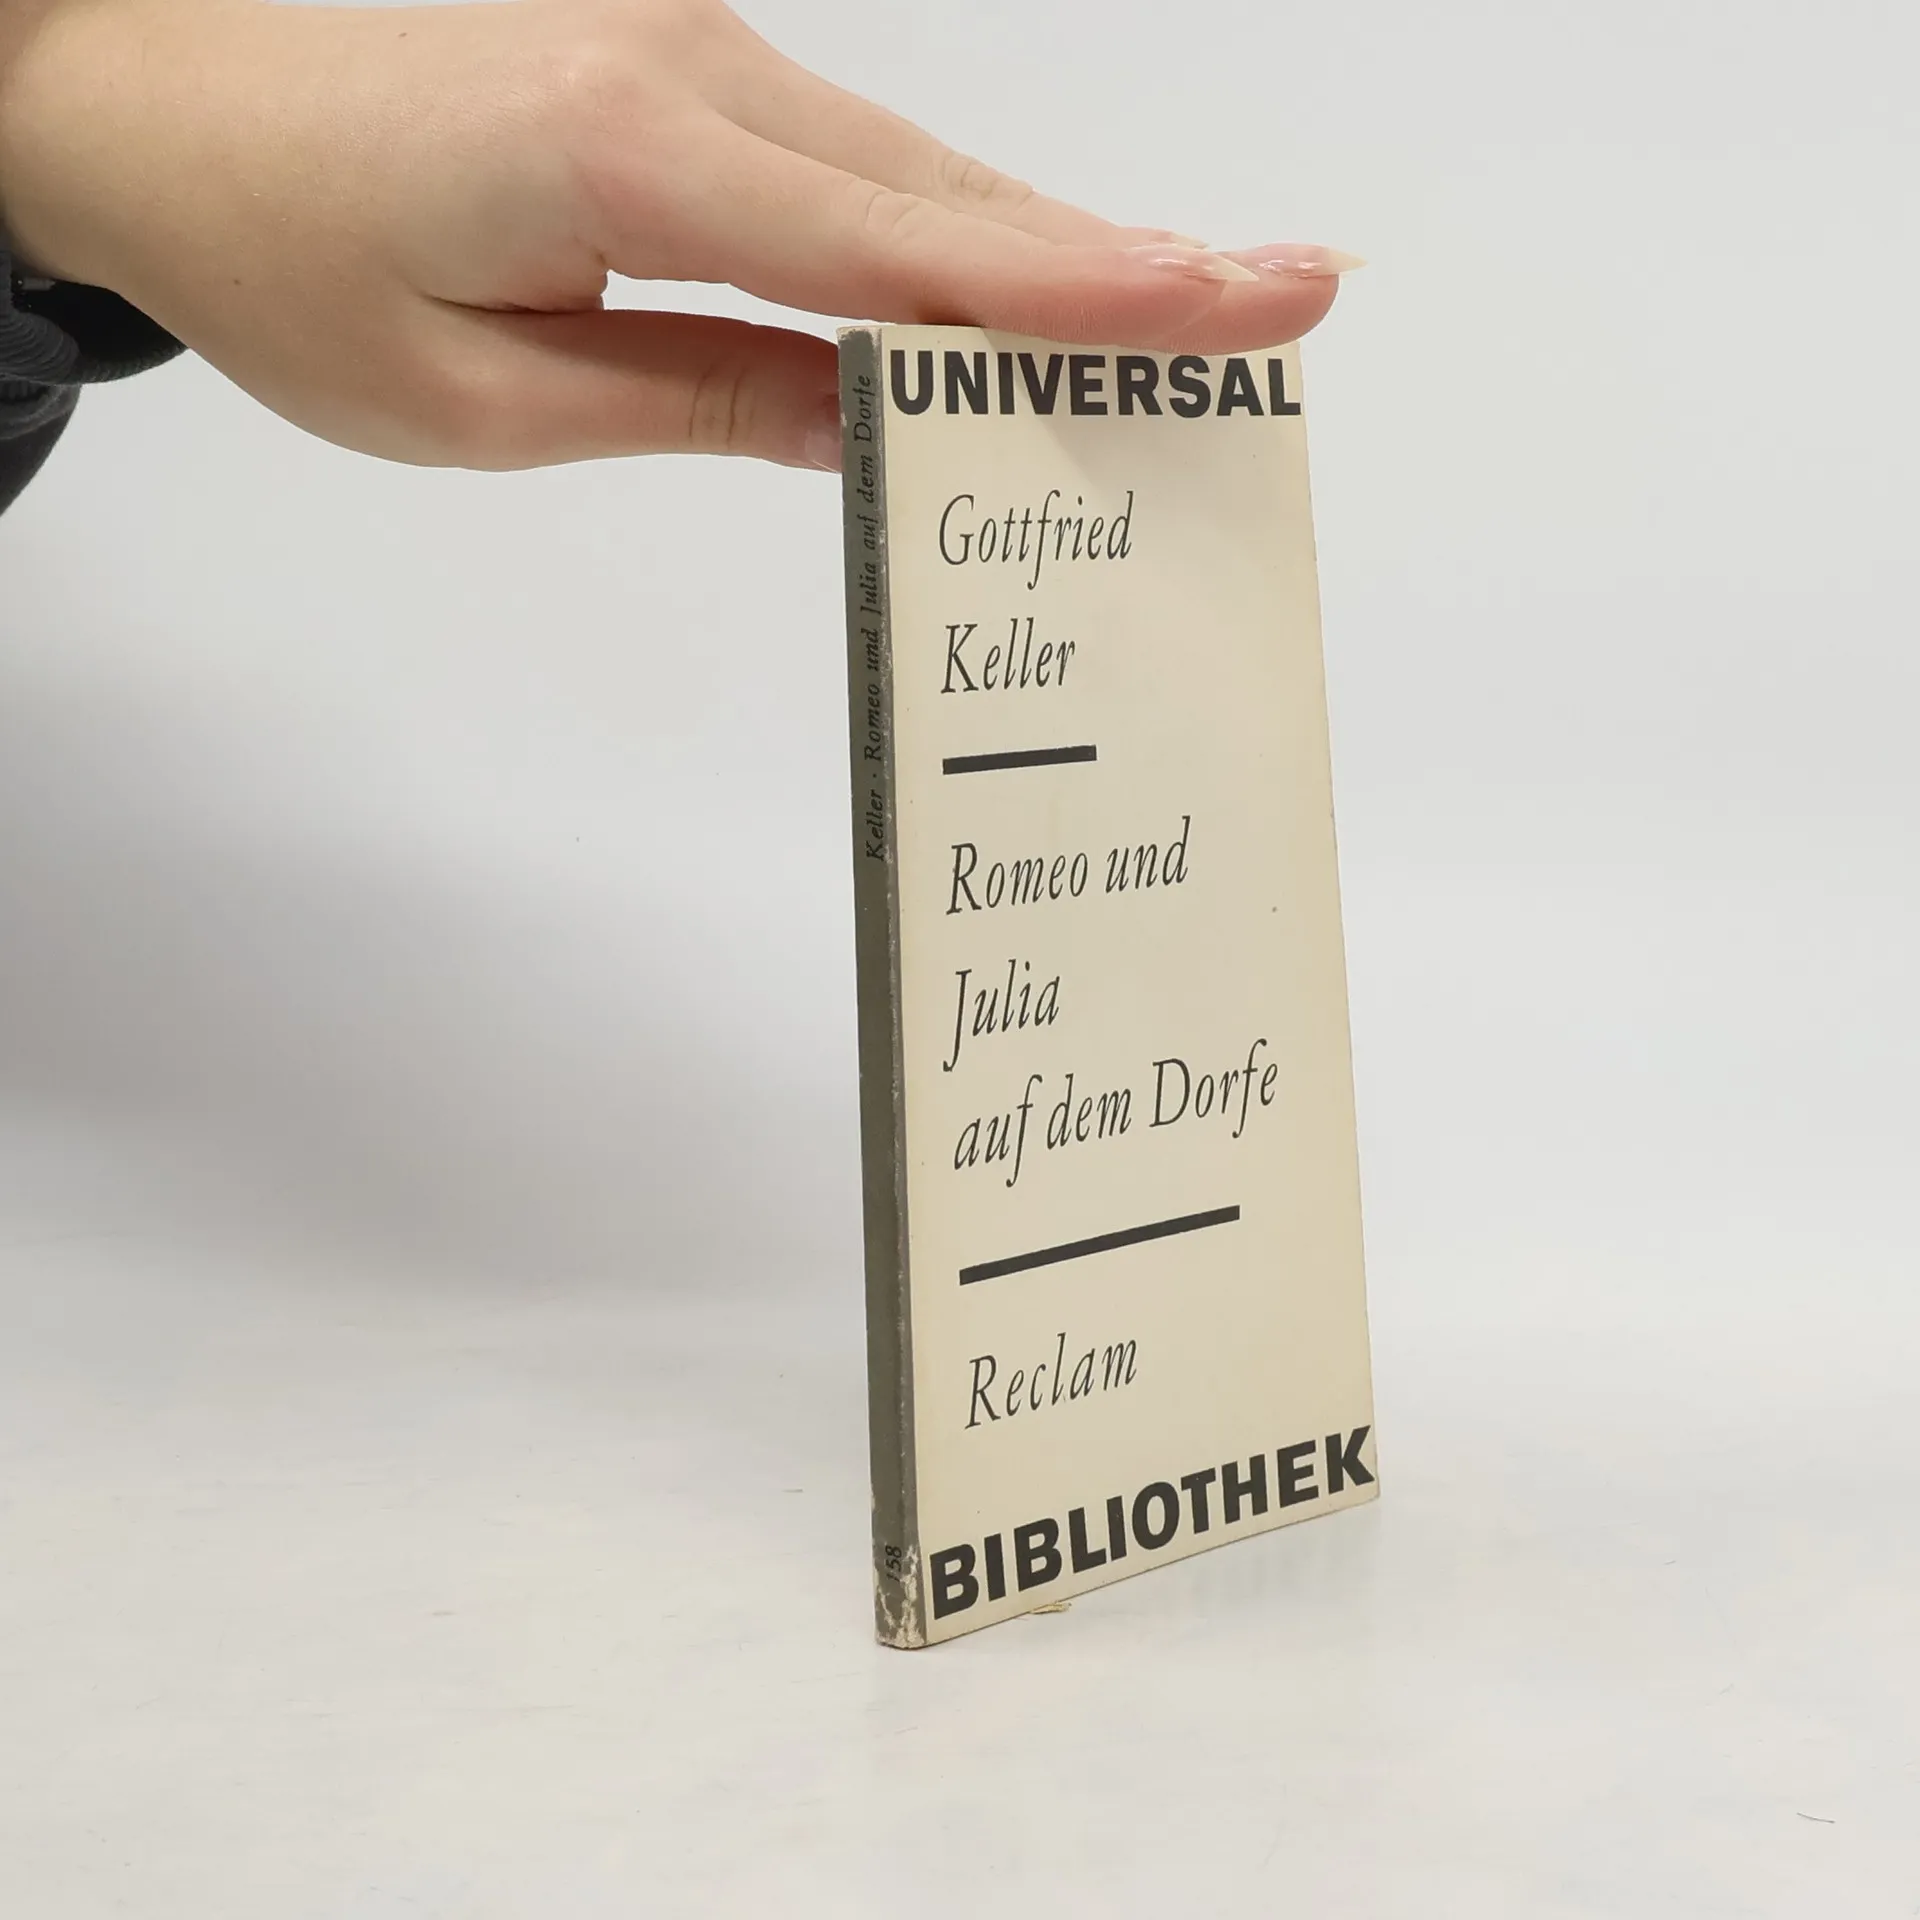 UNIVERSAL
Gottfried
Keller
Romeo und
Julia
auf dem Dorfe
Reclam
BIBLIOTHEK
Keller · Romeo und Julia auf dem Dorfe
158